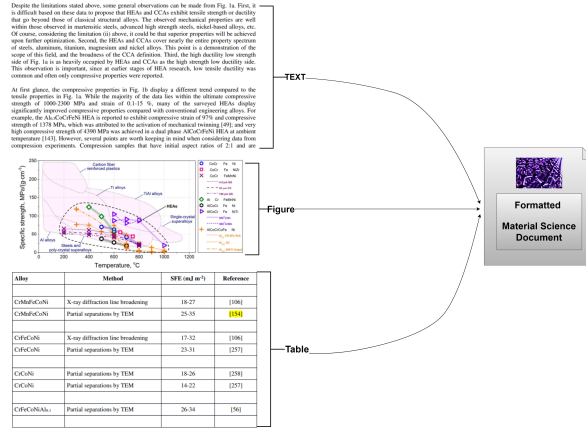 Despite the limitations stated above, some general observations can be made from Fig. 1a. First, it
is difficult based on these data to propose that HEAs and CCAs exhibit tensile strength or ductility
that go beyond those of classical structural alloys. The observed mechanical properties are well
within those observed in martensitic steels, advanced high strength steels, nickel-based alloys, etc.
Of course, considering the limitation (ii) above, it could be that superior properties will be achieved
upon further optimization. Second, the HEAs and CCAs cover nearly the entire property spectrum
of steels, aluminum, titanium, magnesium and nickel alloys. This point is a demonstration of the
scope of this field, and the broadness of the CCA definition. Third, the high ductility low strength
side of Fig. 1a is as heavily occupied by HEAs and CCAs as the high strength low ductility side.
This observation is important, since at earlier stages of HEA research, low tensile ductility was
common and often only compressive properties were reported.
At first glance, the compressive properties in Fig. 1b display a different trend compared to the
tensile properties in Fig. 1a. While the majority of the data lies within the ultimate compressive
strength of 1000-2300 MPa and strain of 0.1-15 %, many of the surveyed HEAs display
significantly improved compressive properties compared with conventional engineering alloys. For
example, the Al0.5CoCrFeNi HEA is reported to exhibit compressive strain of 97% and compressive
strength of 1378 MPa, which was attributed to the activation of mechanical twinning [49]; and very
high compressive strength of 4390 MPa was achieved in a dual phase AlCoCrFeNi HEA at ambient
temperature [143]. However, several points are worth keeping in mind when considering data from
compression experiments. Compression samples that have initial aspect ratios of 2:1 and are
TEXT
Specific strength, MPa/(g·cm⁻³)
250
200
150
100
50
0
0 200 400 600 800 1000 1200
Temperature, °C
Carbon fiber
reinforced plastics
Ti alloys
TiAl alloys
HEAs
Single-crystal
superalloys
Al alloys
Steels and
poly-crystal superalloys
Figure
Alloy Method SFE (mJ m⁻²) Reference
CrMnFeCoNi X-ray diffraction line broadening 18-27 [106]
CrMnFeCoNi Partial separations by TEM 25-35 [154]
CrFeCoNi X-ray diffraction line broadening 17-32 [106]
CrFeCoNi Partial separations by TEM 23-31 [257]
CrCoNi Partial separations by TEM 18-26 [258]
CrCoNi Partial separations by TEM 14-22 [257]
CrFeCoNiAl0.1 Partial separations by TEM 26-34 [56]
Table
Formatted
Material Science
Document